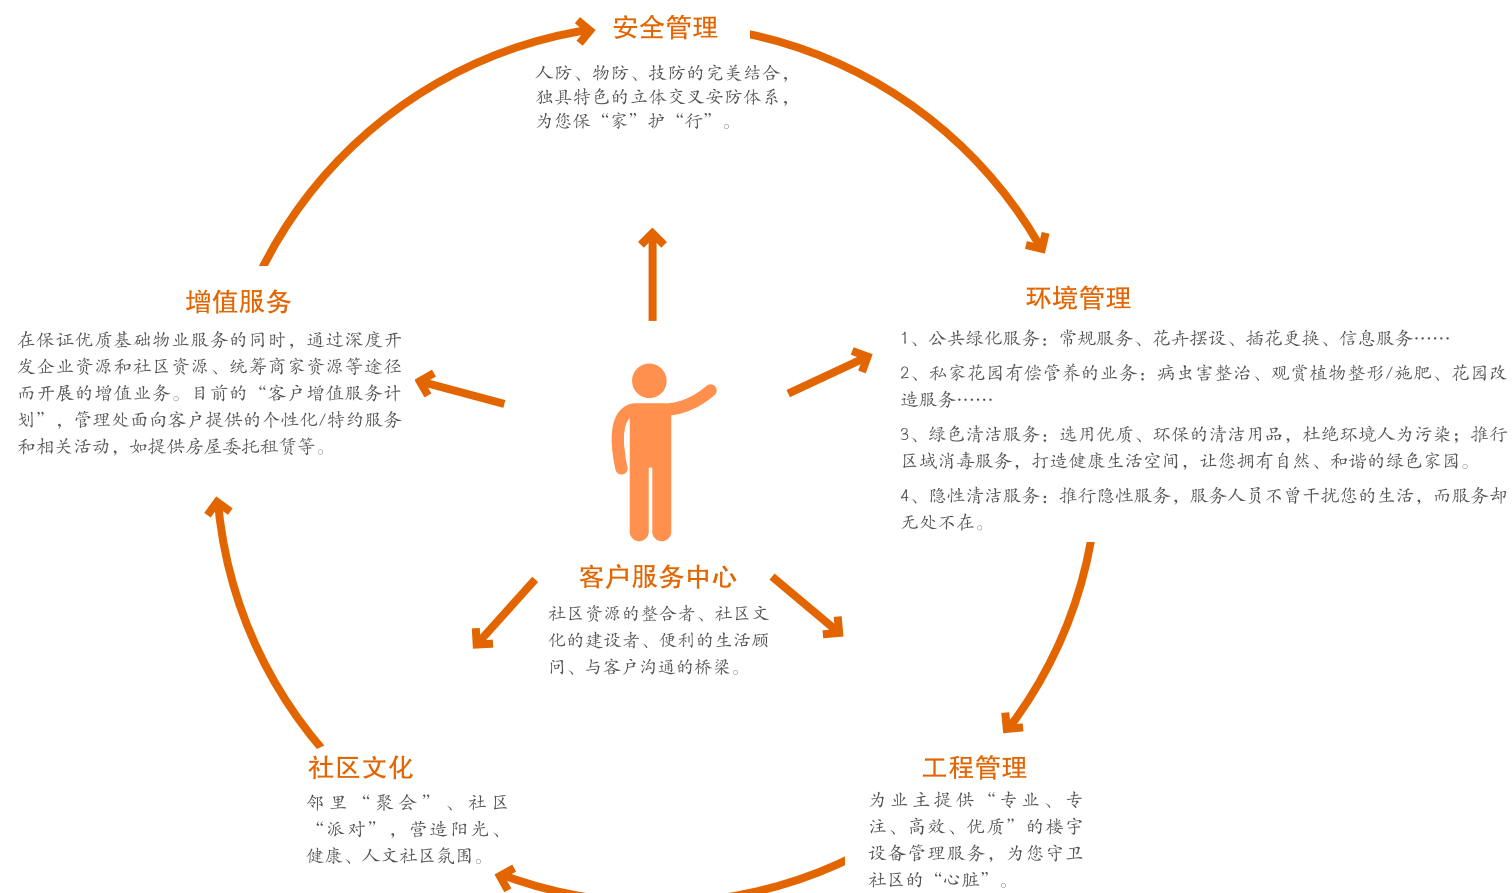 安全管理
人防、物防、技防的完美结合，
独具特色的立体交叉安防体系，
为您保“家”护“行”。
增值服务
在保证优质基础物业服务的同时，通过深度开
发企业资源和社区资源、统筹商家资源等途径
而开展的增值业务。目前的“客户增值服务计
划”，管理处面向客户提供的个性化/特约服务
和相关活动，如提供房屋委托租赁等。
环境管理
1、公共绿化服务：常规服务、花卉摆设、插花更换、信息服务……
2、私家花园有偿管养的业务：病虫害整治、观赏植物整形/施肥、花园改
造服务……
3、绿色清洁服务：选用优质、环保的清洁用品，杜绝环境人为污染；推行
区域消毒服务，打造健康生活空间，让您拥有自然、和谐的绿色家园。
4、隐性清洁服务：推行隐性服务，服务人员不曾干扰您的生活，而服务却
无处不在。
客户服务中心
社区资源的整合者、社区文
化的建设者、便利的生活顾
问、与客户沟通的桥梁。
社区文化
邻里“聚会”、社区
“派对”，营造阳光、
健康、人文社区氛围。
工程管理
为业主提供“专业、专
注、高效、优质”的楼宇
设备管理服务，为您守卫
社区的“心脏”。